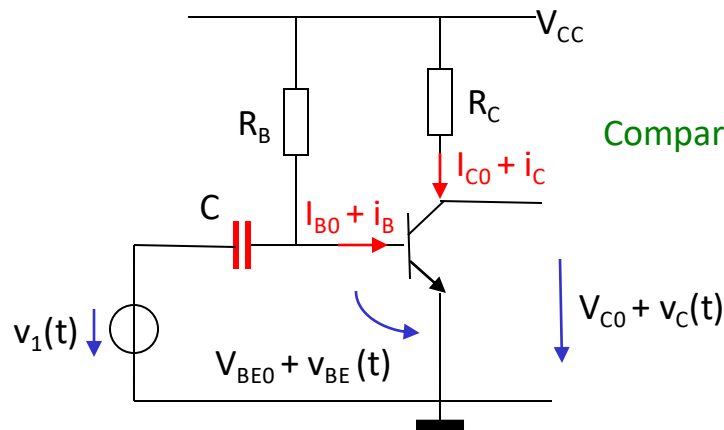 V_CC
R_B
R_C
Compar
I_C0 + i_C
C
I_B0 + i_B
v_1(t)
V_C0 + v_C(t)
V_BE0 + v_BE (t)